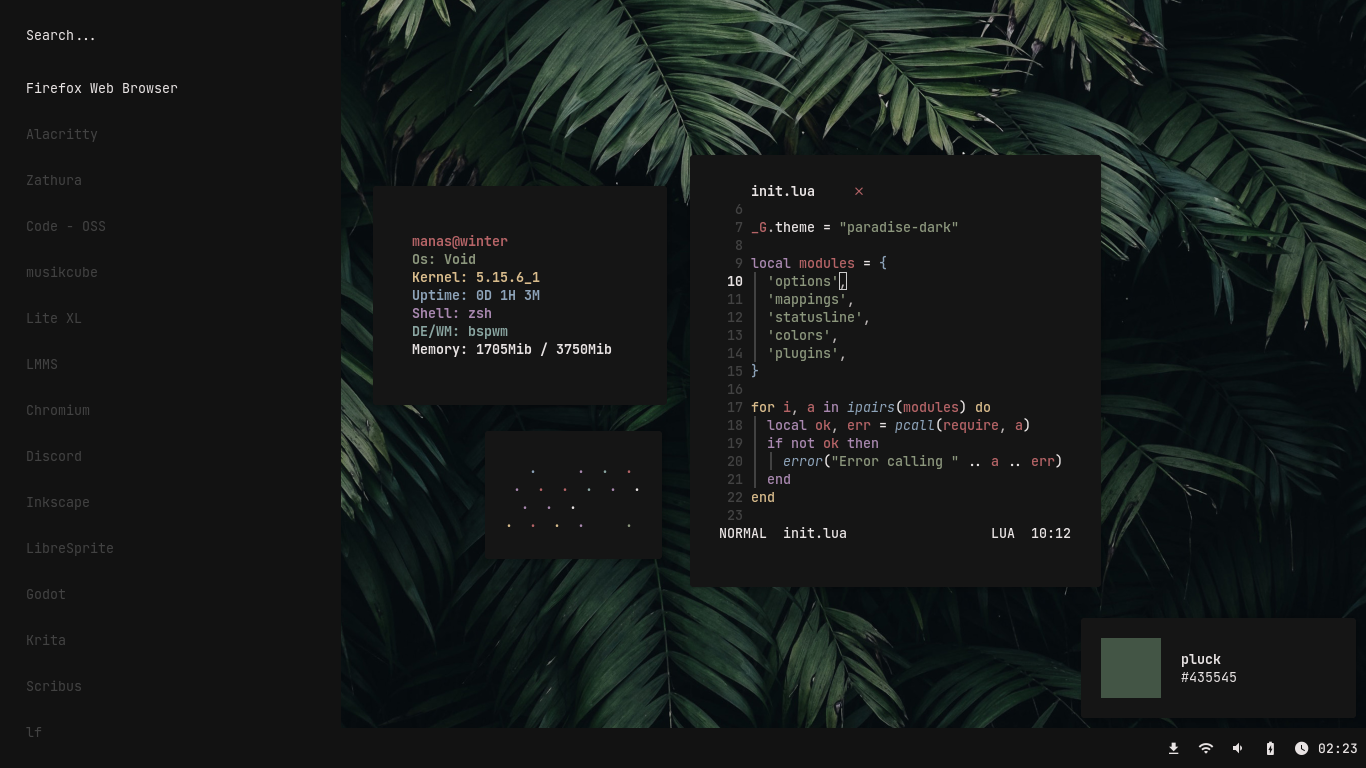 Search...
Firefox Web Browser
Alacritty
Zathura
Code - OSS
musikcube
Lite XL
LMMS
Chromium
Discord
Inkscape
LibreSprite
Godot
Krita
Scribus
lf
manas@winter
Os: Void
Kernel: 5.15.6_1
Uptime: 0D 1H 3M
Shell: zsh
DE/WM: bspwm
Memory: 1705Mib / 3750Mib
init.lua ×
6
7 _G.theme = "paradise-dark"
8
9 local modules = {
10 'options',
11 'mappings',
12 'statusline',
13 'colors',
14 'plugins',
15 }
16
17 for i, a in ipairs(modules) do
18 local ok, err = pcall(require, a)
19 if not ok then
20 error("Error calling " .. a .. err)
21 end
22 end
23
NORMAL init.lua LUA 10:12
pluck
#435545
02:23